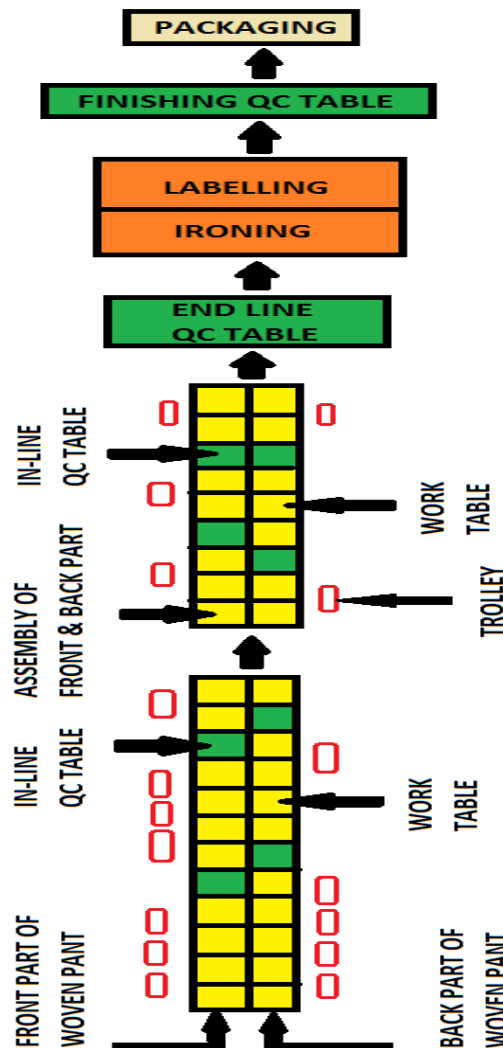 PACKAGING
FINISHING QC TABLE
LABELLING
IRONING
END LINE
QC TABLE
IN-LINE
QC TABLE
WORK
TABLE
ASSEMBLY OF
FRONT & BACK PART
TROLLEY
IN-LINE
QC TABLE
WORK
TABLE
FRONT PART OF
WOVEN PANT
BACK PART OF
WOVEN PANT